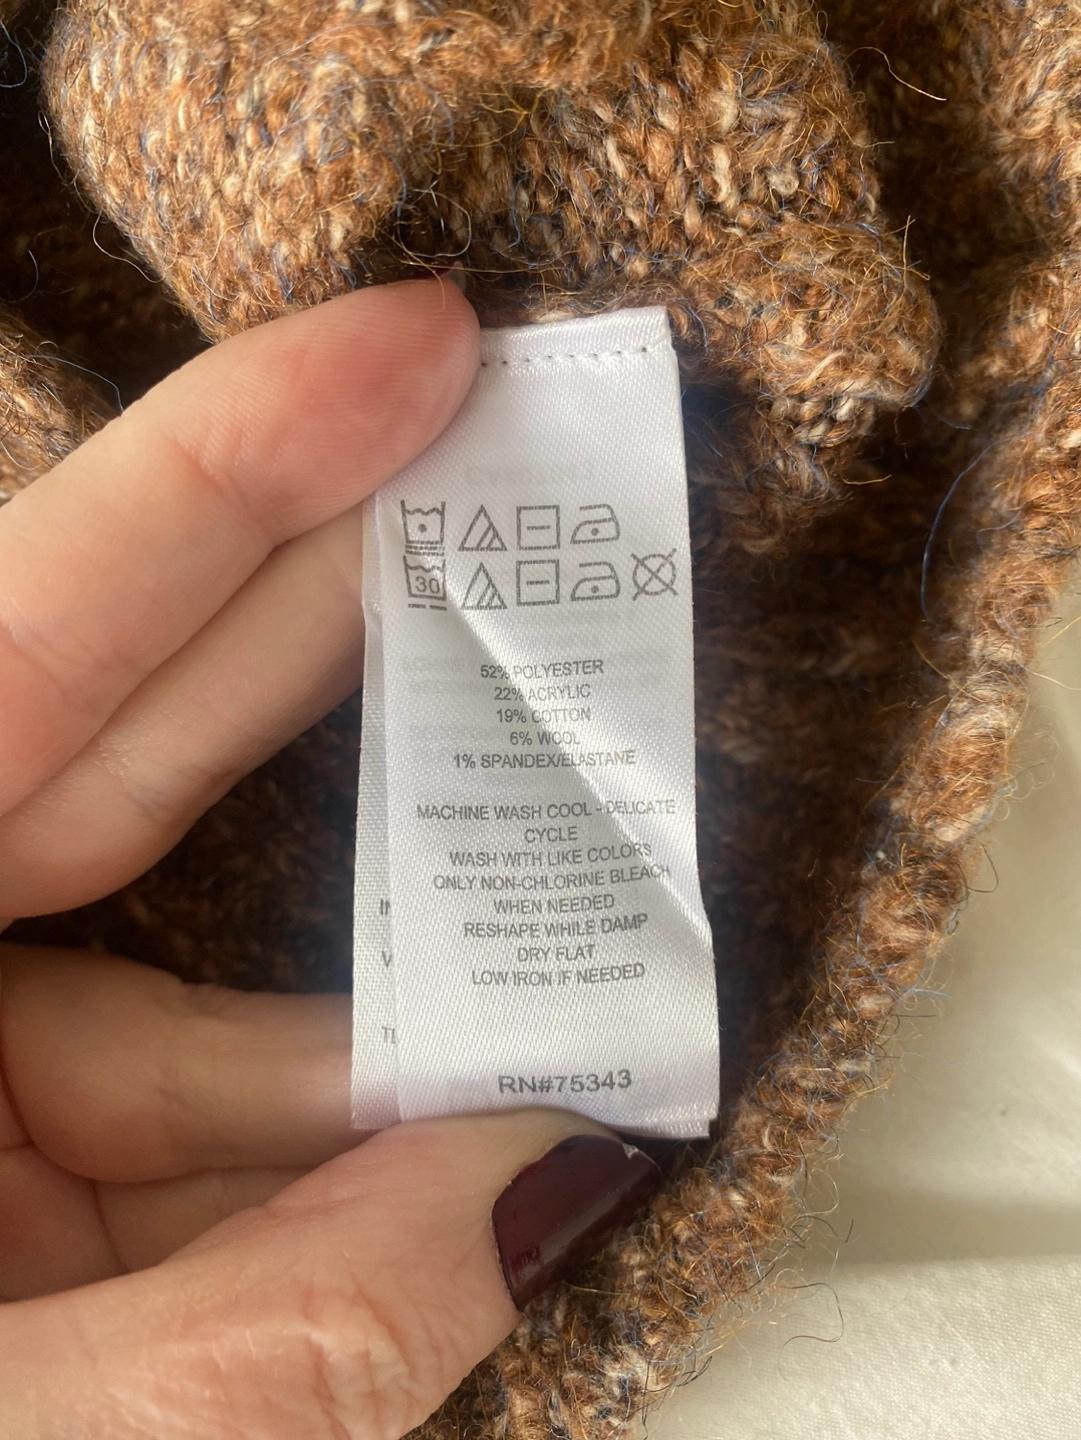 30
52% POLYESTER
22% ACRYLIC
19% COTTON
6% WOOL
1% SPANDEX/ELASTANE
MACHINE WASH COOL - DELICATE
CYCLE
WASH WITH LIKE COLORS
ONLY NON-CHLORINE BLEACH
WHEN NEEDED
RESHAPE WHILE DAMP
DRY FLAT
LOW IRON IF NEEDED
RN#75343